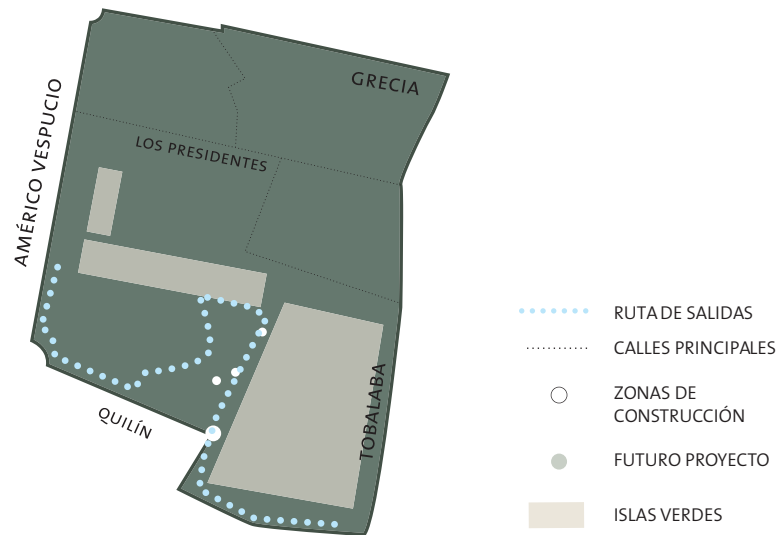 GRECIA
AMÉRICO VESPUCIO
LOS PRESIDENTES
QUILÍN
TOBALABA
RUTA DE SALIDAS
CALLES PRINCIPALES
ZONAS DE
CONSTRUCCIÓN
FUTURO PROYECTO
ISLAS VERDES